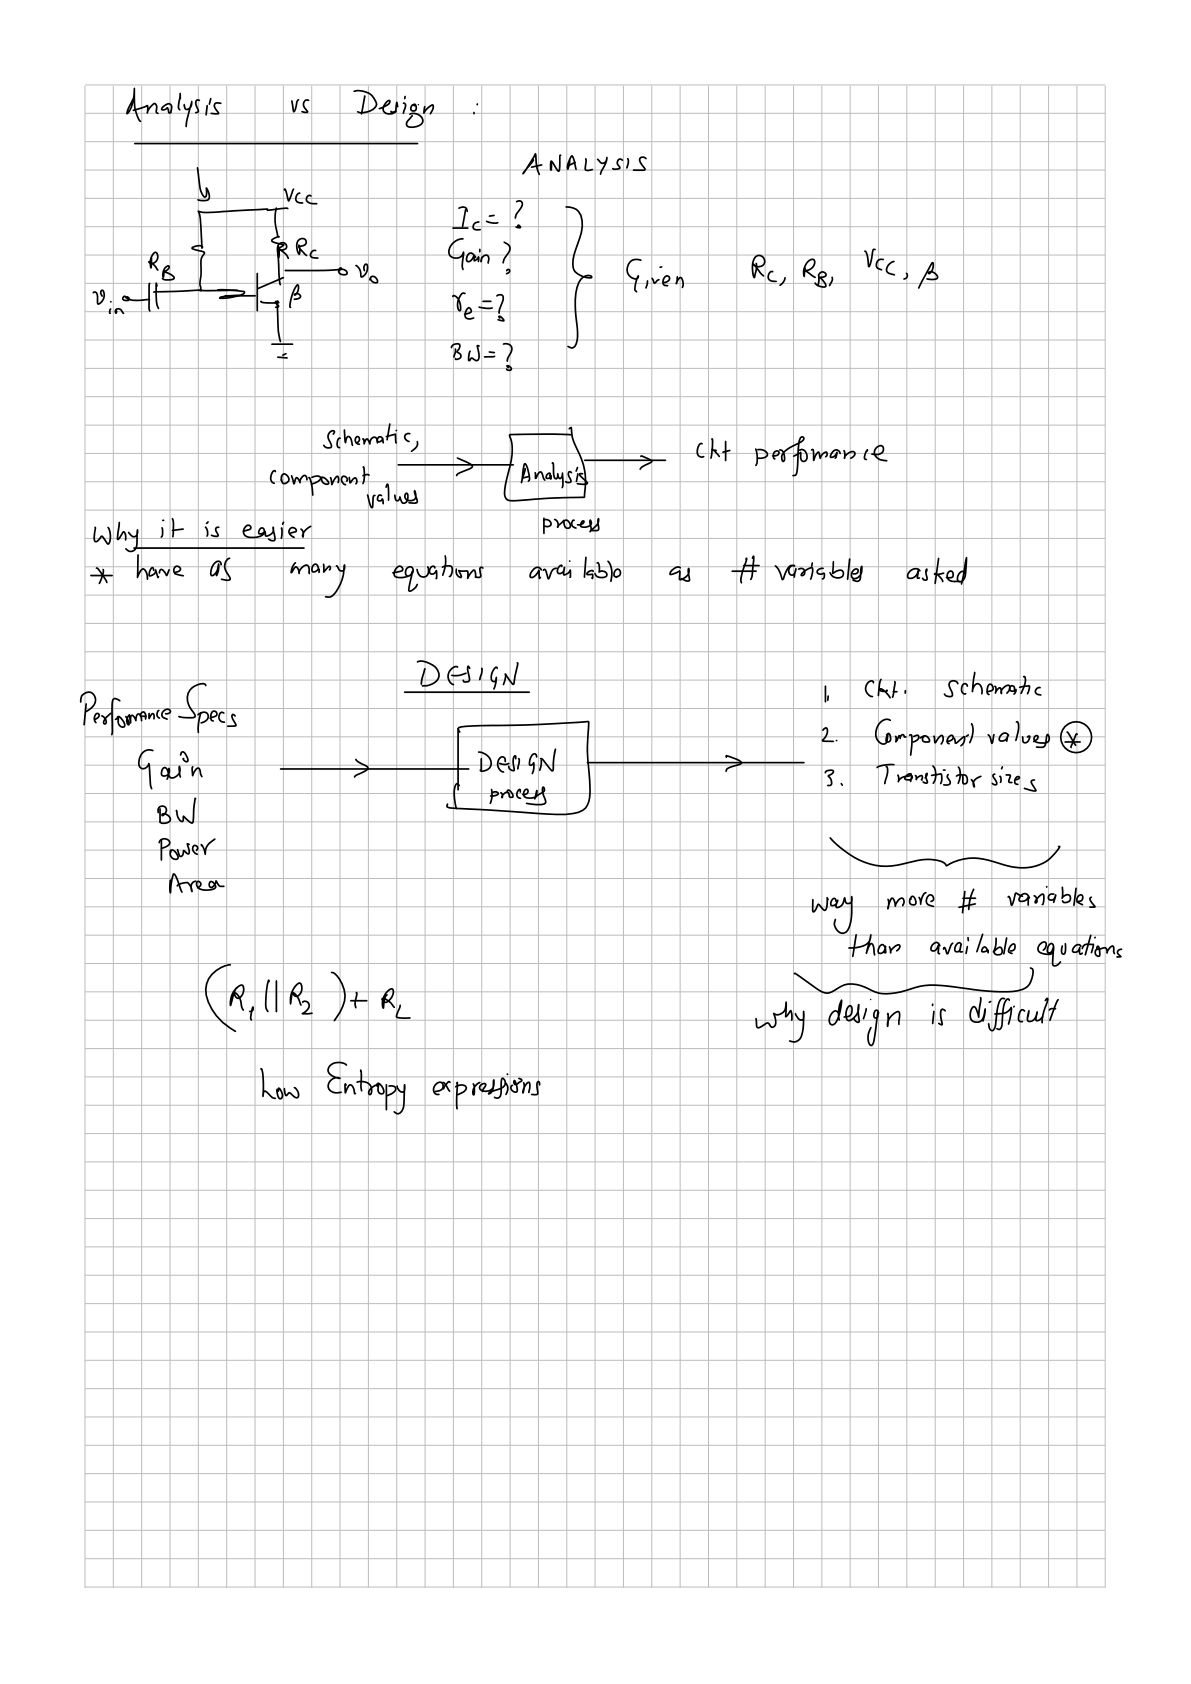 Analysis vs Design :
ANALYSIS
VCC
RC
RB
vo
vin
β
Ic = ?
Gain ?
re = ?
BW = ?
Given RC, RB, VCC, β
Schematic,
component
values
Analysis
process
Ckt perfomance
Why it is easier
* have as many equations available as # variables asked
DESIGN
Perfomance Specs
Gain
BW
Power
Area
DESIGN
process
1. Ckt. schematic
2. Component values *
3. Transtistor sizes
way more # variables
than available equations
why design is difficult
(R1 || R2) + RL
Low Entropy expressions